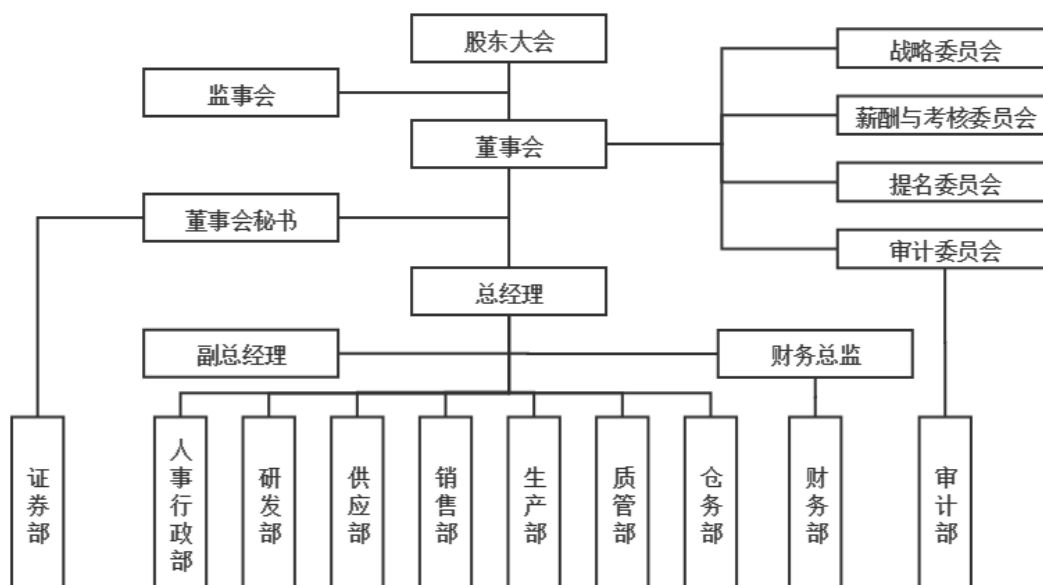 股东大会
战略委员会
监事会
薪酬与考核委员会
董事会
提名委员会
董事会秘书
审计委员会
总经理
副总经理
财务总监
证券部
人事行政部
研发部
供应部
销售部
生产部
质管部
仓务部
财务部
审计部